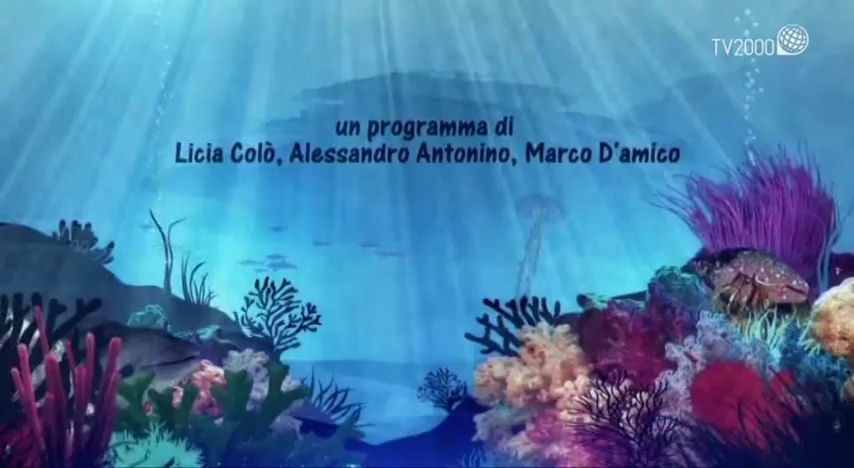 TV2000
un programma di
Licia Colò, Alessandro Antonino, Marco D'amico